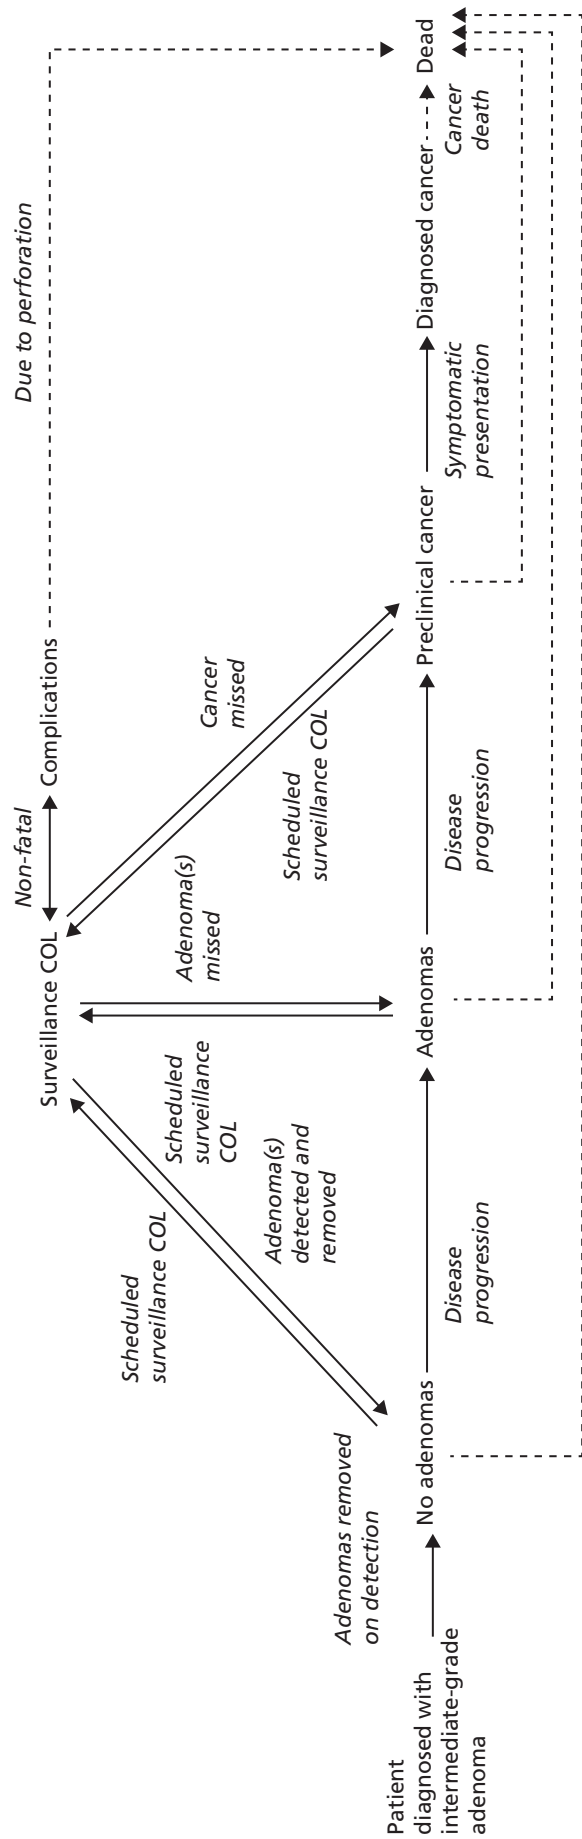 Due to perforation
Non-fatal
Surveillance COL
Complications
Scheduled
surveillance COL
Scheduled
surveillance
COL
Adenoma(s)
detected and
removed
Adenoma(s)
missed
Cancer
missed
Scheduled
surveillance COL
Adenomas removed
on detection
Patient
diagnosed with
intermediate-grade
adenoma
No adenomas
Disease
progression
Adenomas
Disease
progression
Preclinical cancer
Symptomatic
presentation
Diagnosed cancer
Cancer
death
Dead